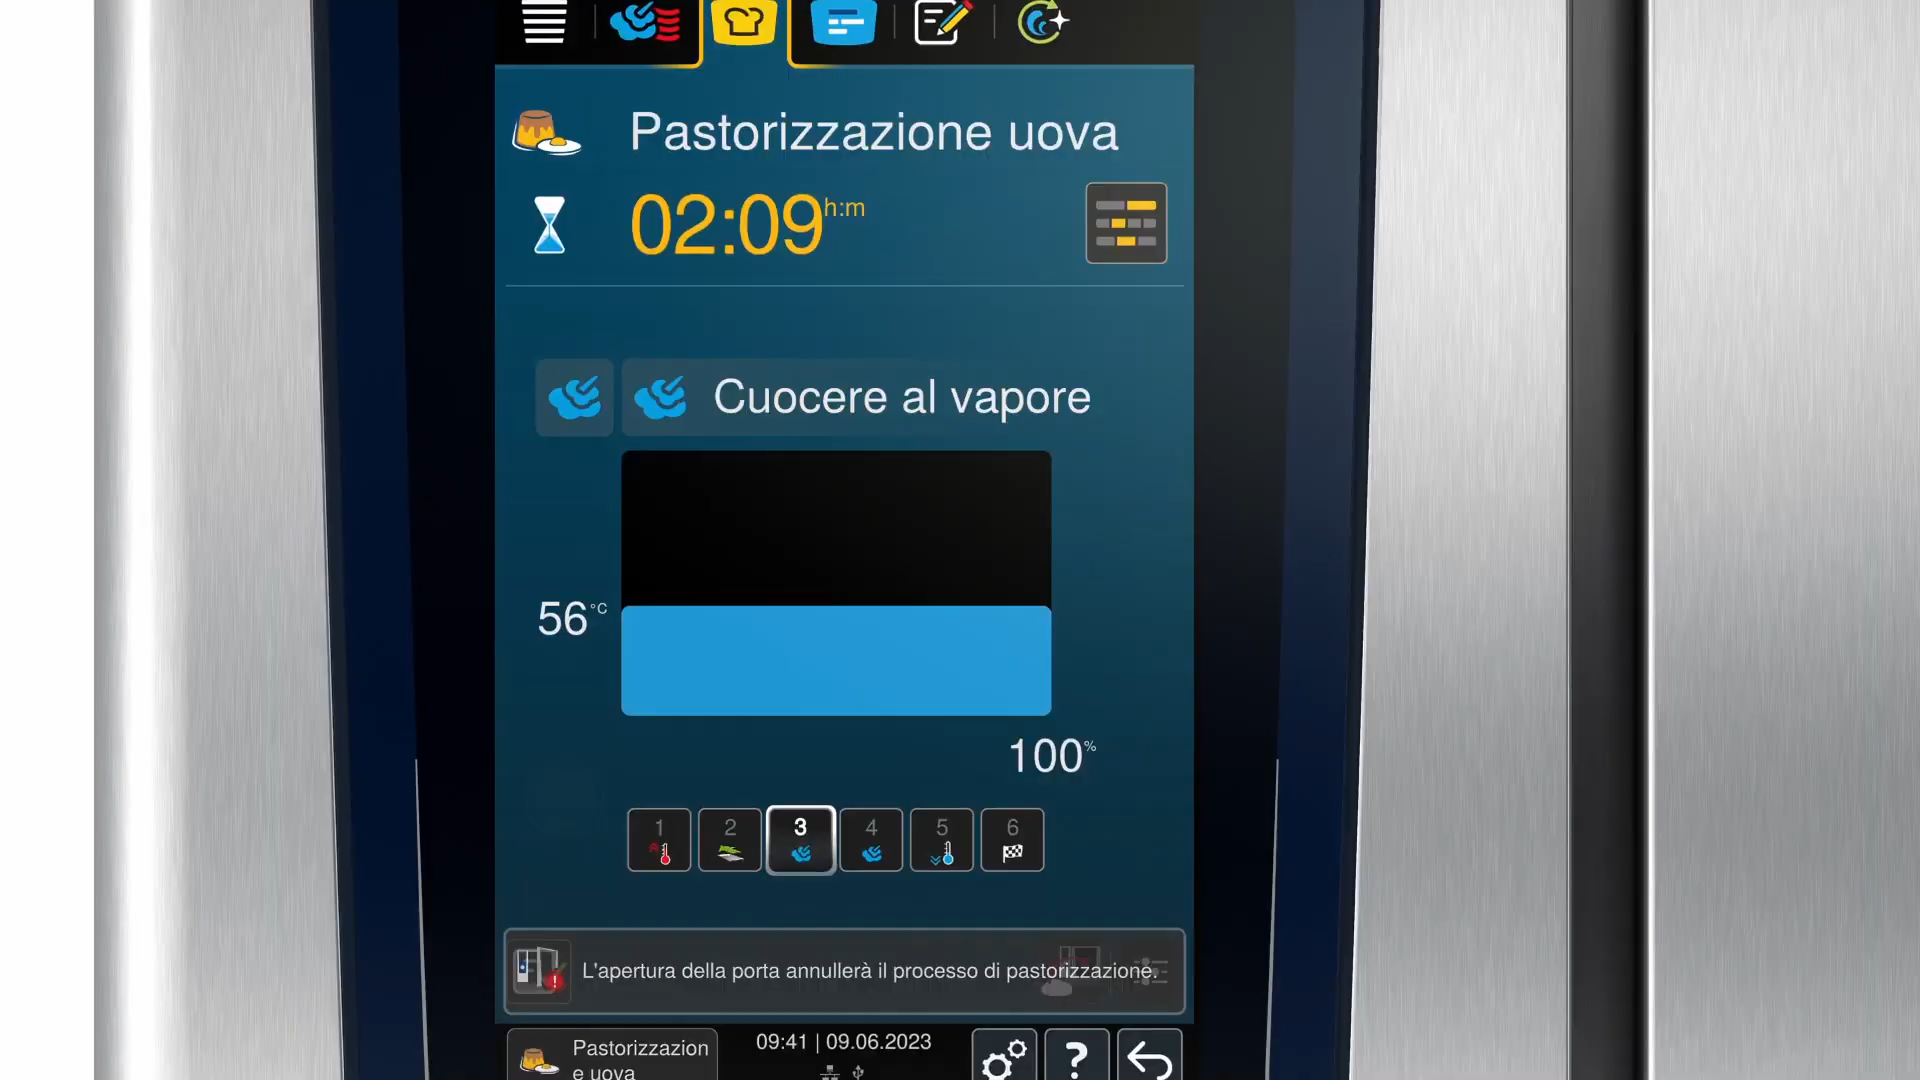 Pastorizzazione uova
02:09 h:m
Cuocere al vapore
56 °C
100 %
1 2 3 4 5 6
L'apertura della porta annullerà il processo di pastorizzazione.
Pastorizzazion
e uova
09:41 | 09.06.2023
?